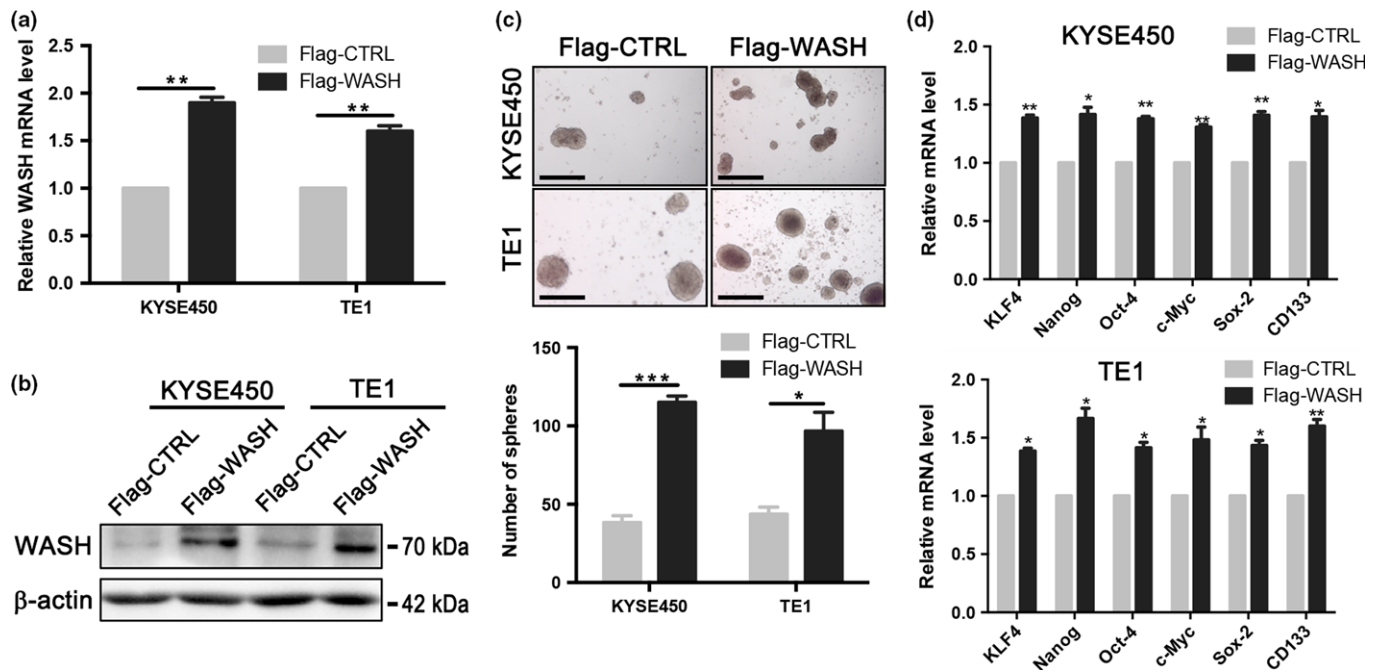 (a)
Relative WASH mRNA level
2.5
2.0
1.5
1.0
0.5
0.0
Flag-CTRL
Flag-WASH
**
**
KYSE450
TE1
(b)
KYSE450
TE1
Flag-CTRL
Flag-WASH
Flag-CTRL
Flag-WASH
WASH
70 kDa
β-actin
42 kDa
(c)
Flag-CTRL
Flag-WASH
KYSE450
TE1
Number of spheres
150
100
50
0
Flag-CTRL
Flag-WASH
***
*
KYSE450
TE1
(d)
KYSE450
Flag-CTRL
Flag-WASH
Relative mRNA level
2.0
1.5
1.0
0.5
0.0
** * ** ** ** *
KLF4
Nanog
Oct-4
c-Myc
Sox-2
CD133
TE1
Flag-CTRL
Flag-WASH
Relative mRNA level
2.0
1.5
1.0
0.5
0.0
* * * * * **
KLF4
Nanog
Oct-4
c-Myc
Sox-2
CD133